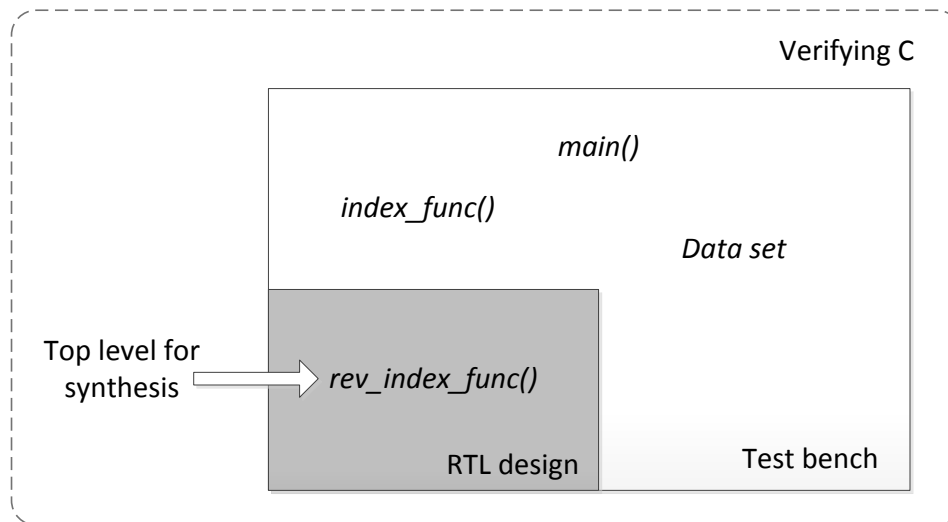 Verifying C
main()
index_func()
Data set
Top level for
synthesis
rev_index_func()
RTL design
Test bench